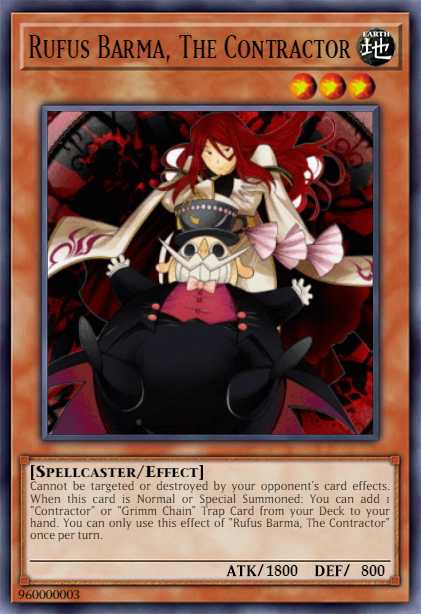 Rufus Barma, The Contractor
EARTH
地
[Spellcaster/Effect]
Cannot be targeted or destroyed by your opponent's card effects.
When this card is Normal or Special Summoned: You can add 1
"Contractor" or "Grimm Chain" Trap Card from your Deck to your
hand. You can only use this effect of "Rufus Barma, The Contractor"
once per turn.
ATK/1800 DEF/ 800
960000003